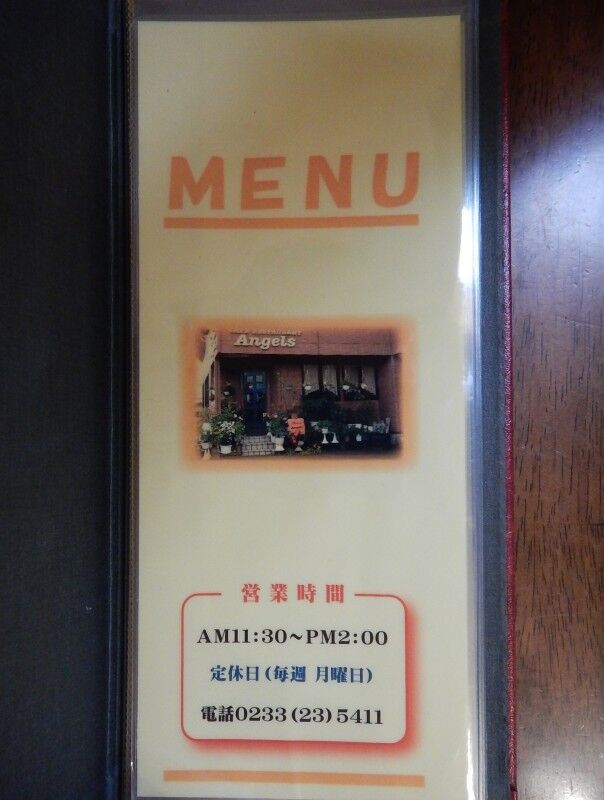 MENU
Angels
営業時間
AM11:30～PM2:00
定休日(毎週 月曜日)
電話0233(23)5411